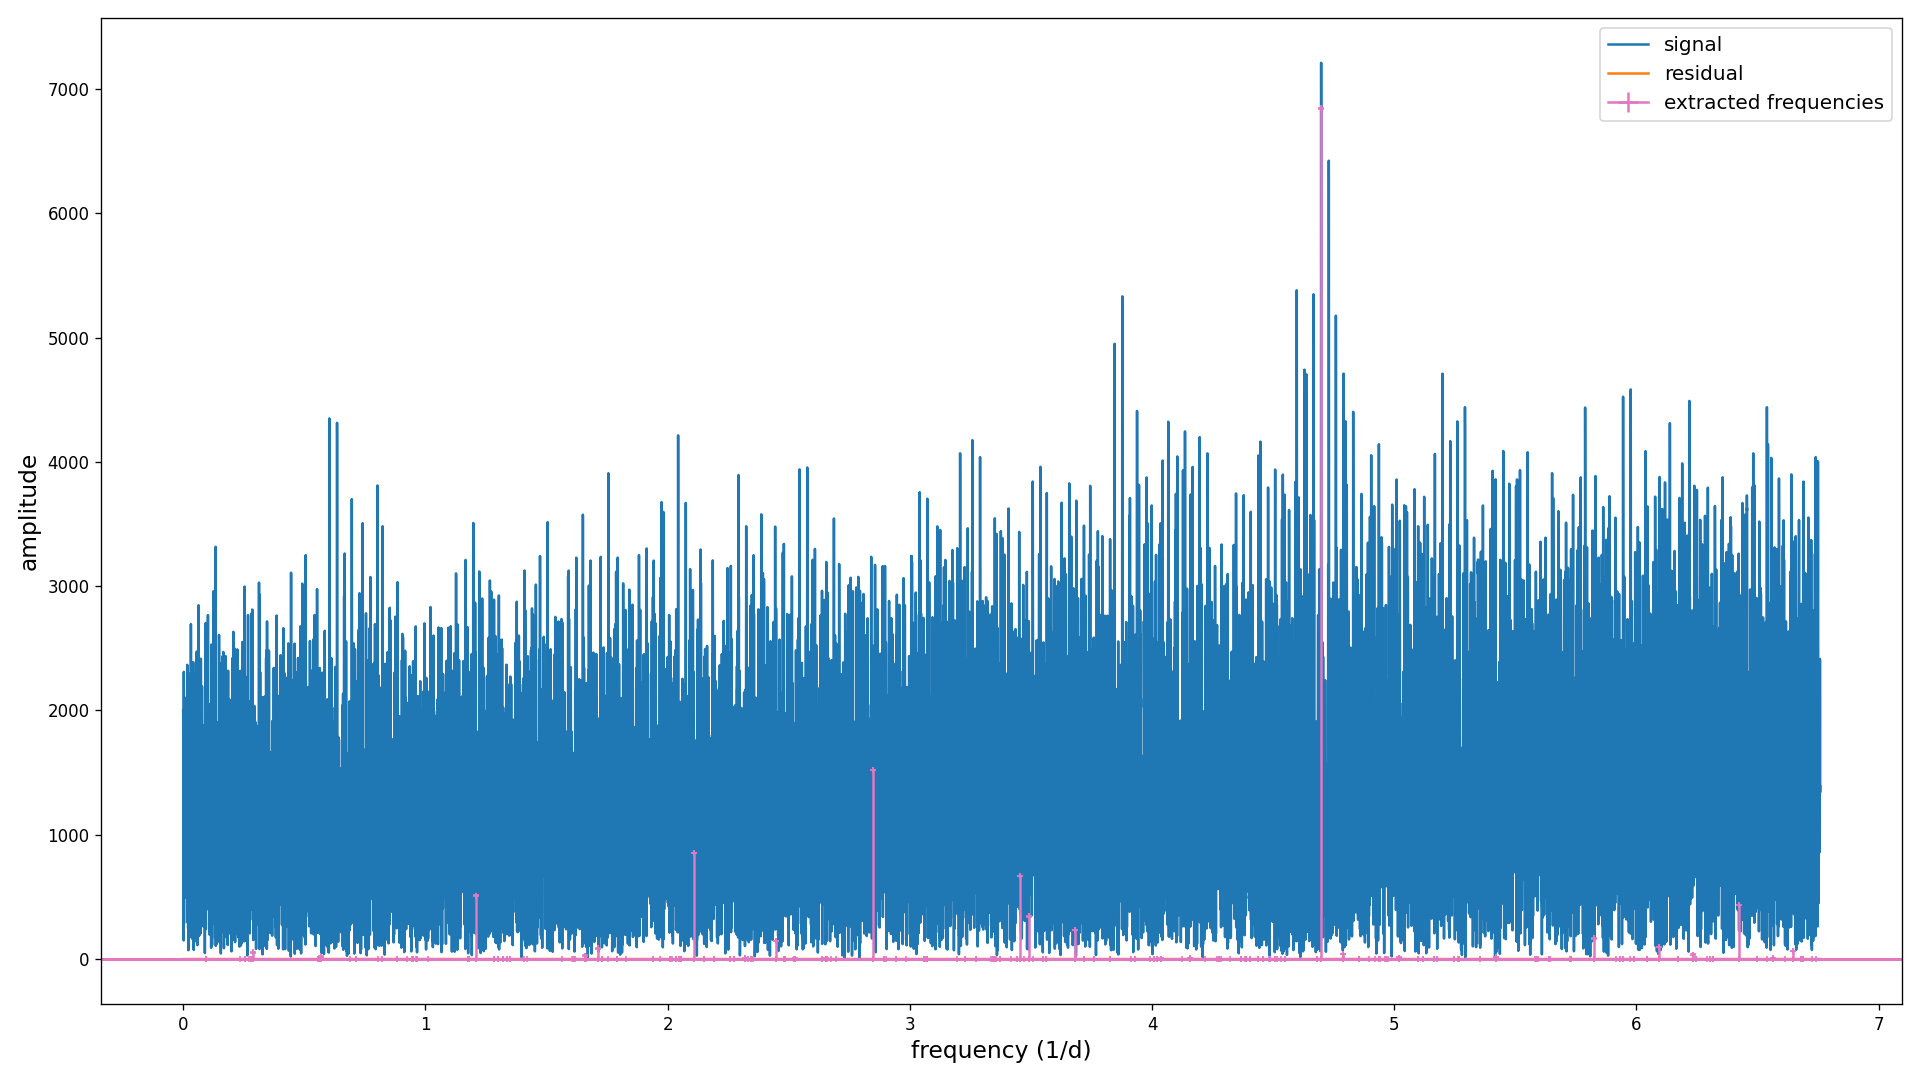 signal
residual
extracted frequencies
7000
6000
5000
4000
3000
2000
1000
0
amplitude
0 1 2 3 4 5 6 7
frequency (1/d)